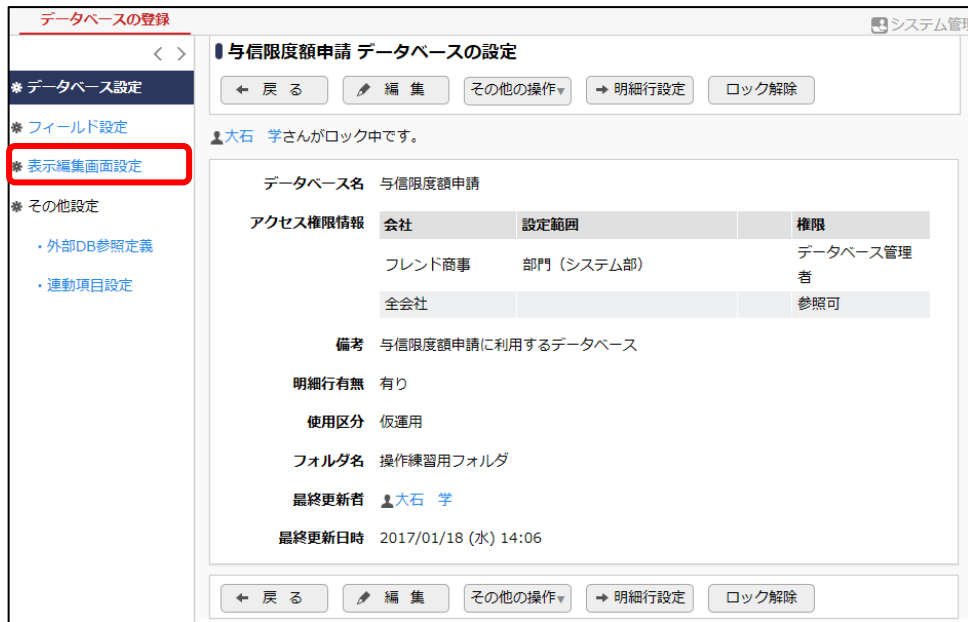 データベースの登録
システム管理
< >
データベース設定
フィールド設定
表示編集画面設定
その他設定
・外部DB参照定義
・連動項目設定
与信限度額申請 データベースの設定
戻 る 編 集 その他の操作▼ 明細行設定 ロック解除
大石 学さんがロック中です。
データベース名 与信限度額申請
アクセス権限情報 会社 設定範囲 権限
フレンド商事 部門（システム部） データベース管理
者
全会社 参照可
備考 与信限度額申請に利用するデータベース
明細行有無 有り
使用区分 仮運用
フォルダ名 操作練習用フォルダ
最終更新者 大石 学
最終更新日時 2017/01/18 (水) 14:06
戻 る 編 集 その他の操作▼ 明細行設定 ロック解除